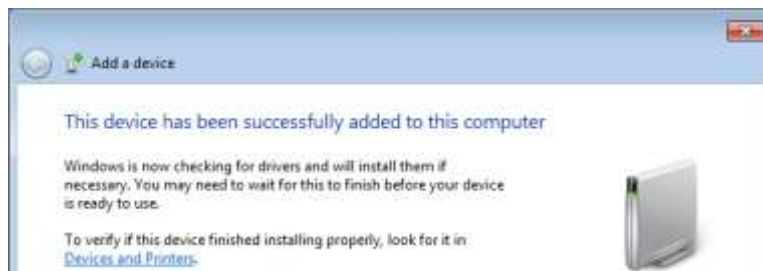 Add a device
This device has been successfully added to this computer
Windows is now checking for drivers and will install them if
necessary. You may need to wait for this to finish before your device
is ready to use.
To verify if this device finished installing properly, look for it in
Devices and Printers.